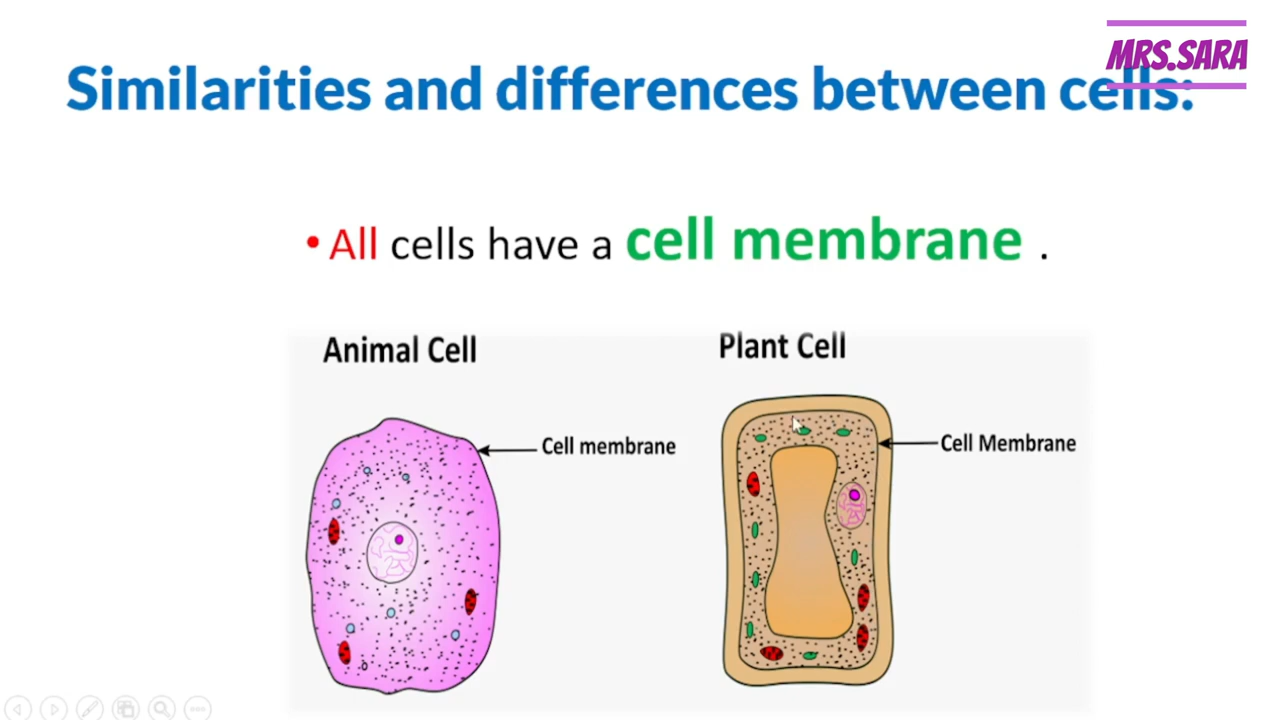 MRS.SARA
Similarities and differences between cells:
• All cells have a cell membrane .
Animal Cell
Plant Cell
Cell membrane
Cell Membrane